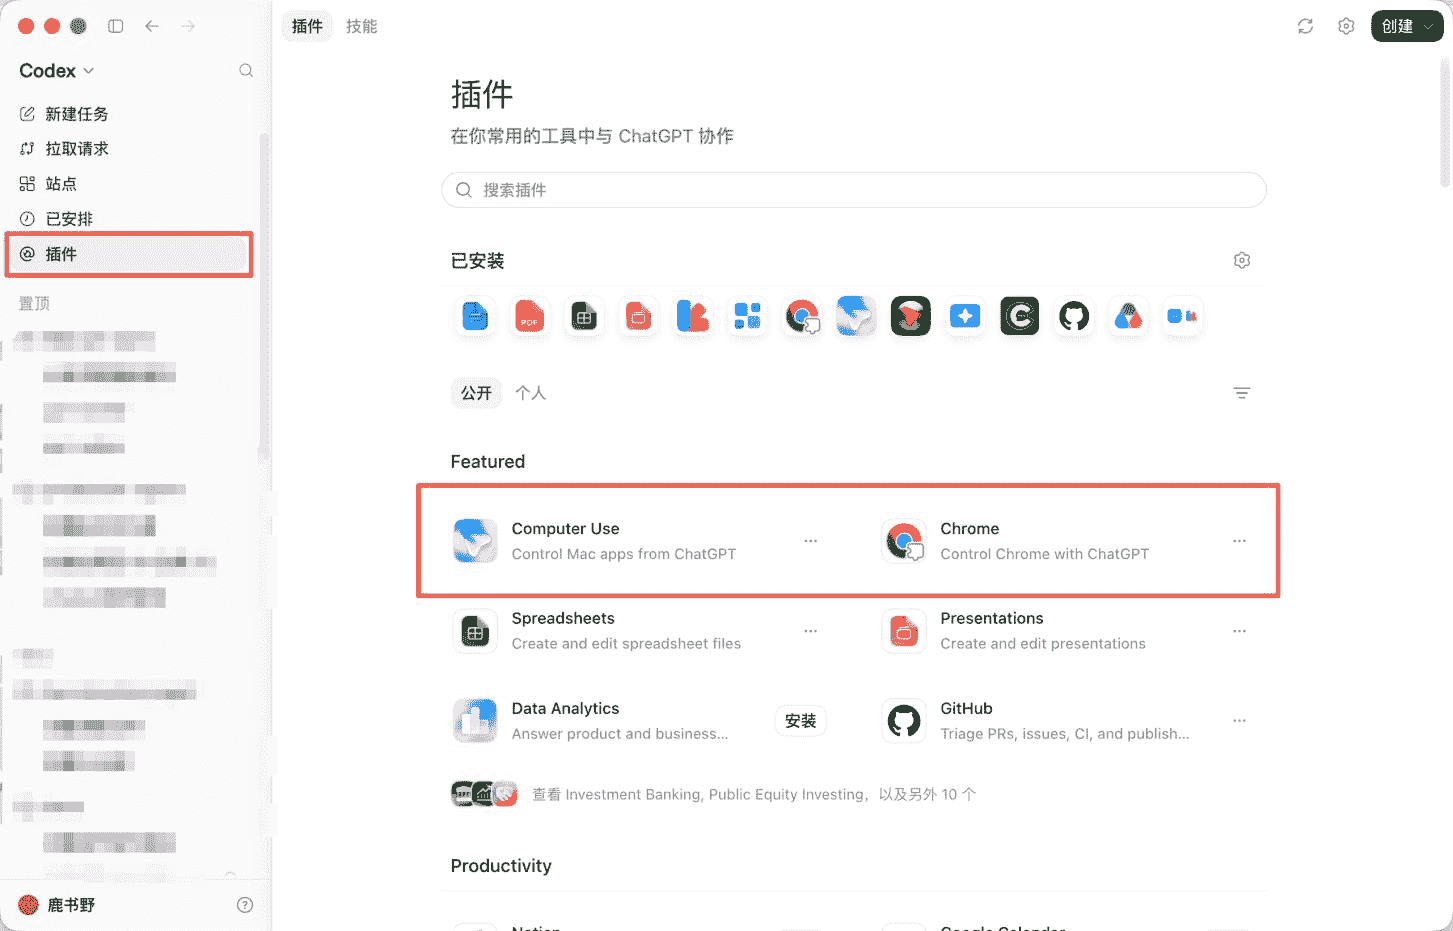 插件
技能
创建
Codex
新建任务
拉取请求
站点
已安排
插件
置顶
鹿书野
插件
在你常用的工具中与 ChatGPT 协作
搜索插件
已安装
PDF
公开
个人
Featured
Computer Use
Control Mac apps from ChatGPT
Chrome
Control Chrome with ChatGPT
Spreadsheets
Create and edit spreadsheet files
Presentations
Create and edit presentations
Data Analytics
Answer product and business...
安装
GitHub
Triage PRs, issues, CI, and publish...
查看 Investment Banking, Public Equity Investing，以及另外 10 个
Productivity
Notion
Google Calendar